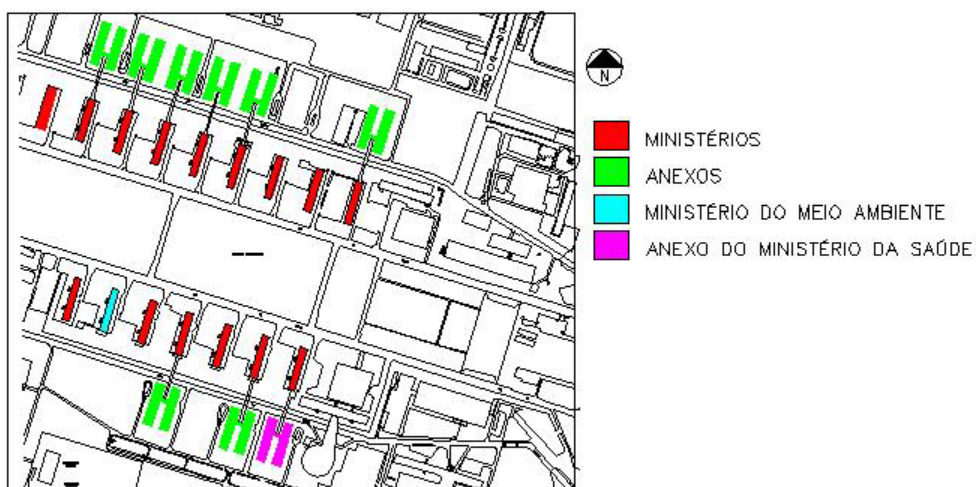 N
MINISTÉRIOS
ANEXOS
MINISTÉRIO DO MEIO AMBIENTE
ANEXO DO MINISTÉRIO DA SAÚDE